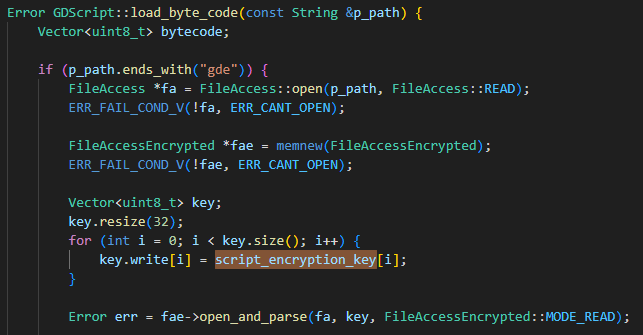 Error GDScript::load_byte_code(const String &p_path) {
    Vector<uint8_t> bytecode;

    if (p_path.ends_with("gde")) {
        FileAccess *fa = FileAccess::open(p_path, FileAccess::READ);
        ERR_FAIL_COND_V(!fa, ERR_CANT_OPEN);

        FileAccessEncrypted *fae = memnew(FileAccessEncrypted);
        ERR_FAIL_COND_V(!fae, ERR_CANT_OPEN);

        Vector<uint8_t> key;
        key.resize(32);
        for (int i = 0; i < key.size(); i++) {
            key.write[i] = script_encryption_key[i];
        }

        Error err = fae->open_and_parse(fa, key, FileAccessEncrypted::MODE_READ);